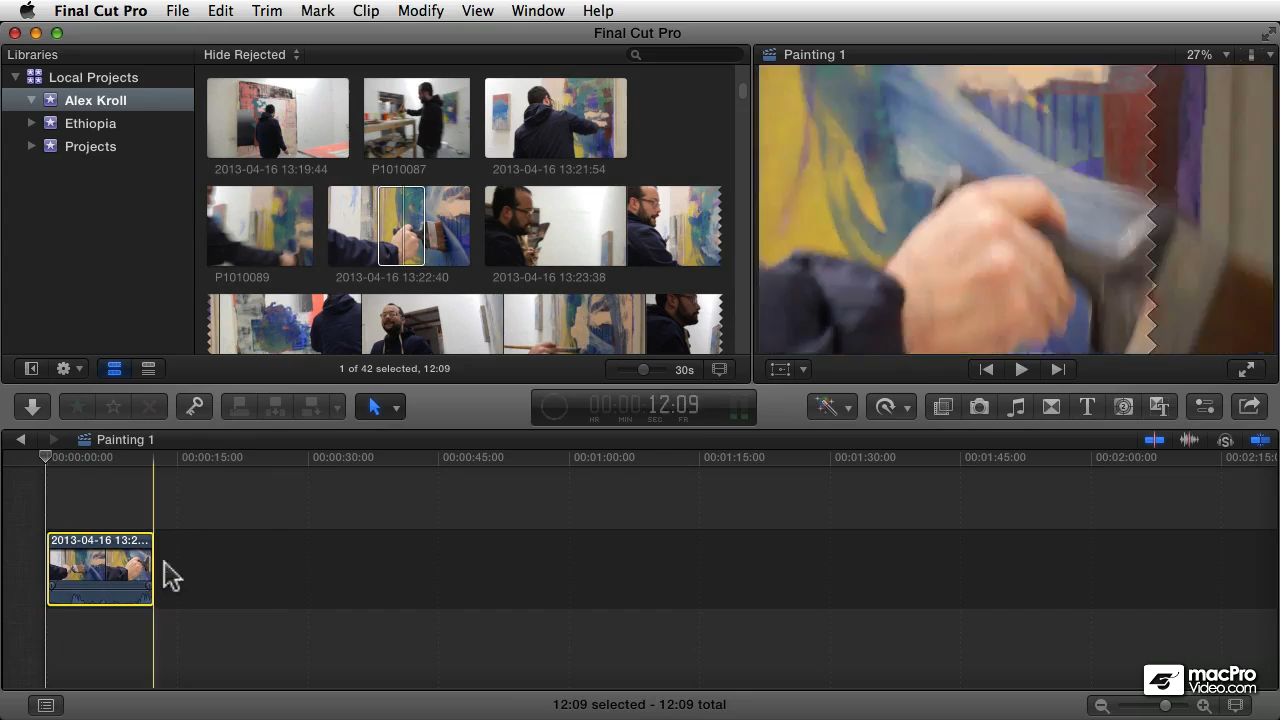 Final Cut Pro File Edit Trim Mark Clip Modify View Window Help
Final Cut Pro
Libraries
Hide Rejected
Painting 1
27%
Local Projects
Alex Kroll
Ethiopia
Projects
2013-04-16 13:19:44
P1010087
2013-04-16 13:21:54
P1010089
2013-04-16 13:22:40
2013-04-16 13:23:38
1 of 42 selected, 12:09
30s
00:00:12:09
HR MIN SEC FR
Painting 1
00:00:00:00 00:00:15:00 00:00:30:00 00:00:45:00 00:01:00:00 00:01:15:00 00:01:30:00 00:01:45:00 00:02:00:00 00:02:15:0
2013-04-16 13:2...
macPro
Video.com
12:09 selected - 12:09 total